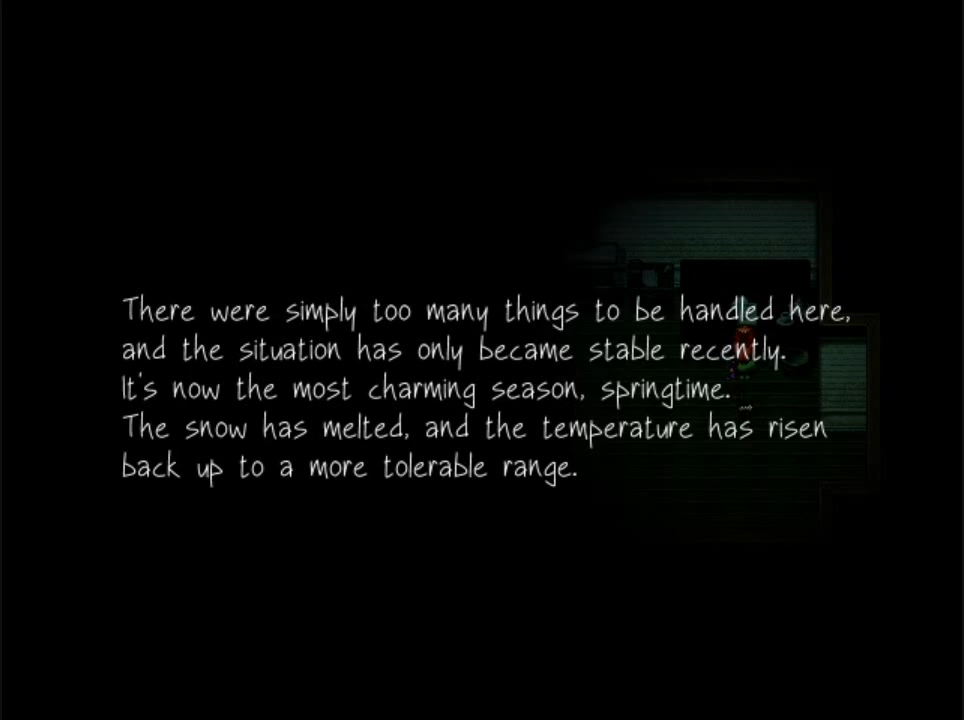 There were simply too many things to be handled here,
and the situation has only became stable recently.
It's now the most charming season, springtime.
The snow has melted, and the temperature has risen
back up to a more tolerable range.